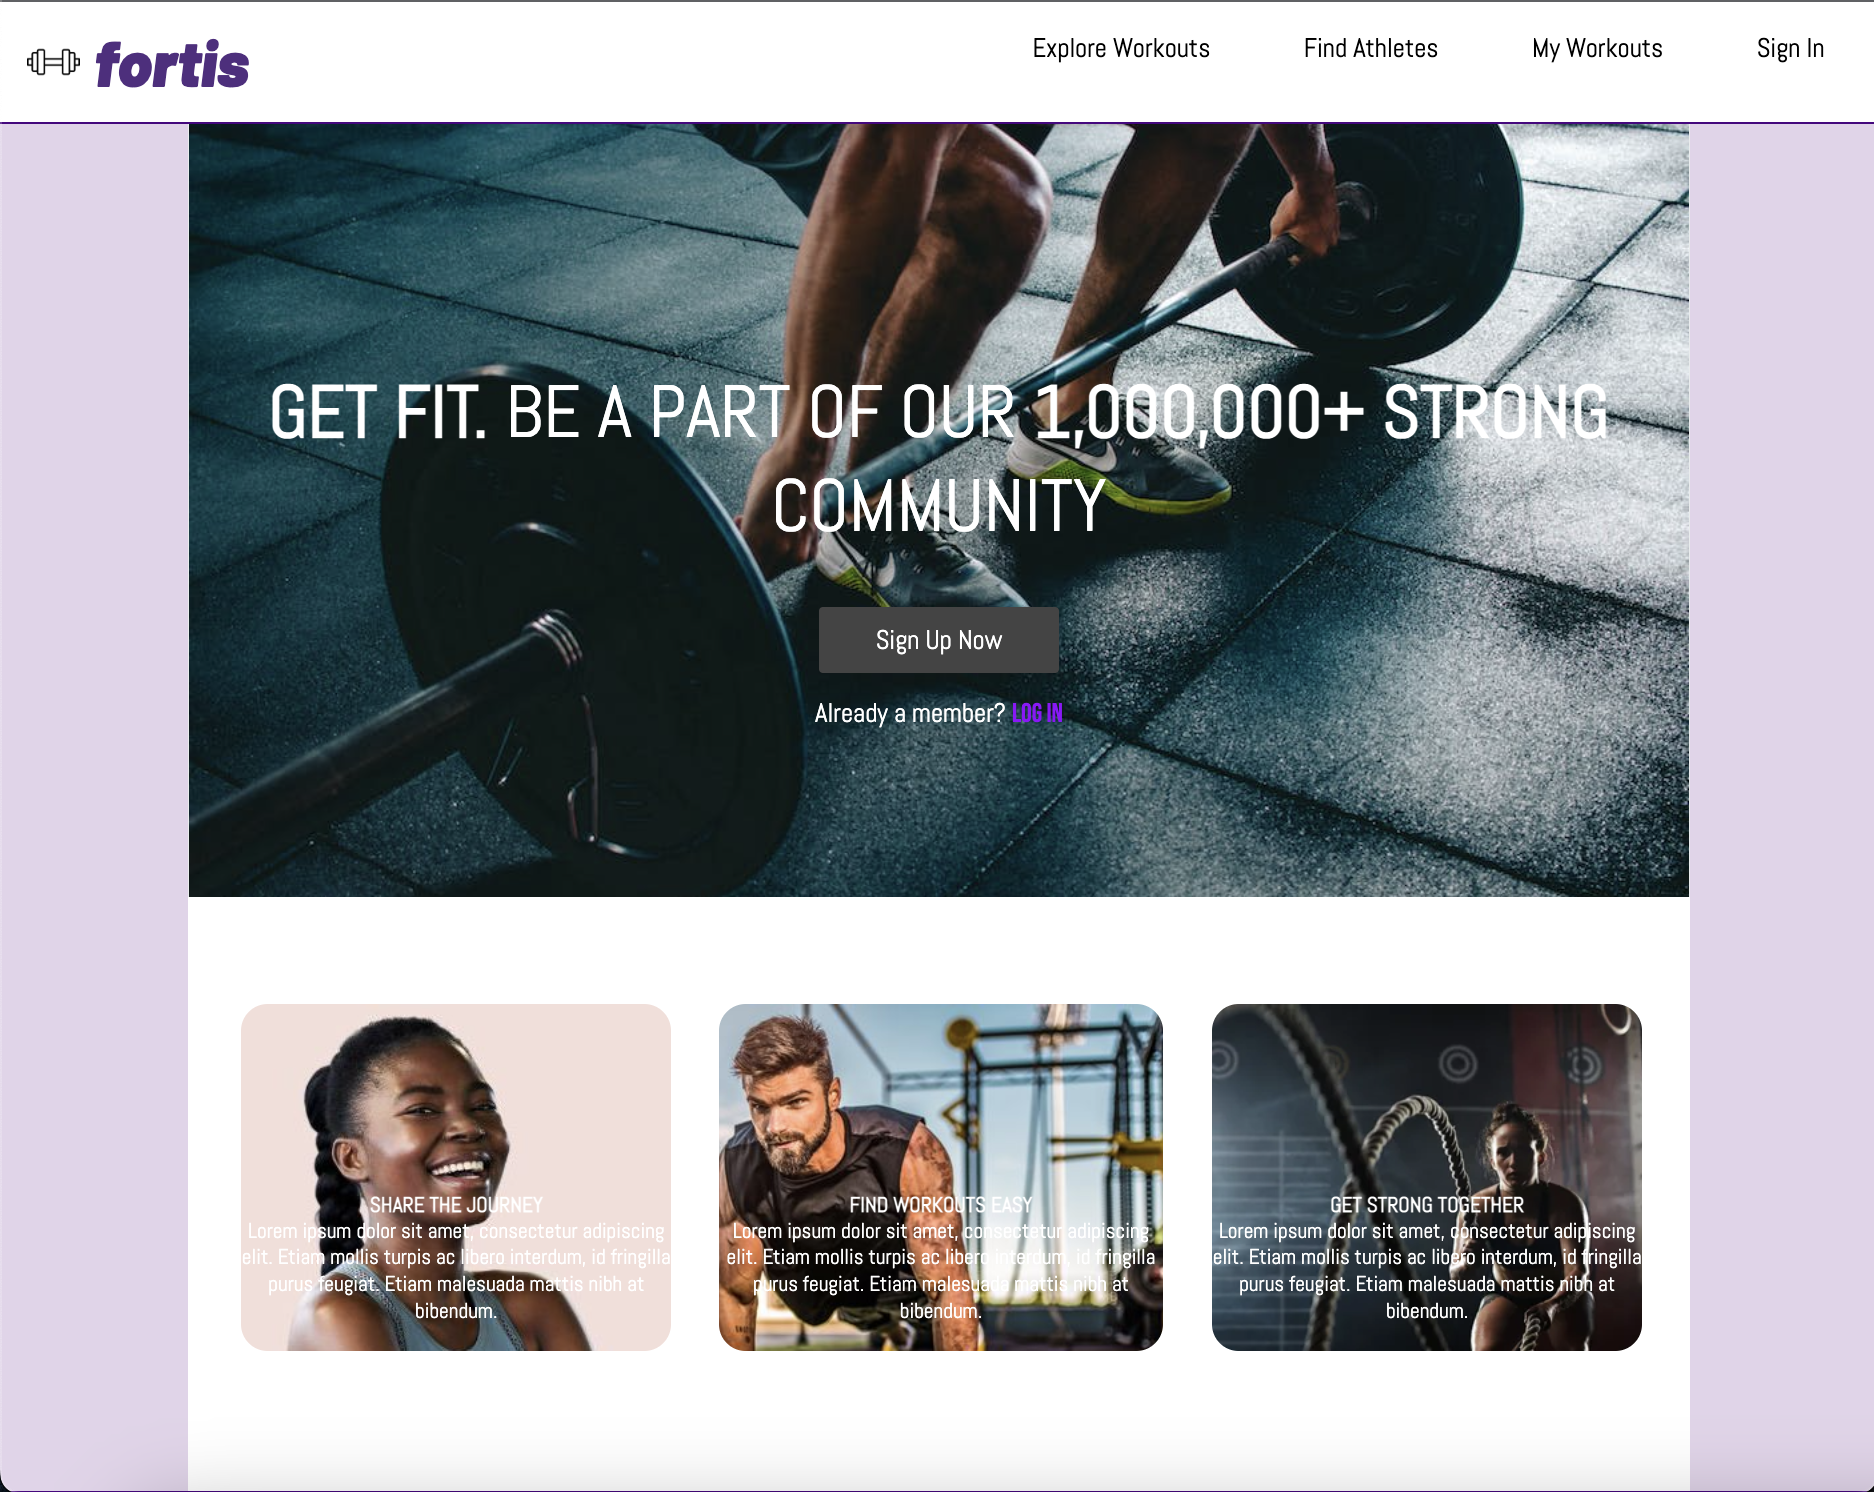 fortis
Explore Workouts
Find Athletes
My Workouts
Sign In
GET FIT. BE A PART OF OUR 1,000,000+ STRONG
COMMUNITY
Sign Up Now
Already a member? LOG IN
SHARE THE JOURNEY
Lorem ipsum dolor sit amet, consectetur adipiscing
elit. Etiam mollis turpis ac libero interdum, id fringilla
purus feugiat. Etiam malesuada mattis nibh at
bibendum.
FIND WORKOUTS EASY
Lorem ipsum dolor sit amet, consectetur adipiscing
elit. Etiam mollis turpis ac libero interdum, id fringilla
purus feugiat. Etiam malesuada mattis nibh at
bibendum.
GET STRONG TOGETHER
Lorem ipsum dolor sit amet, consectetur adipiscing
elit. Etiam mollis turpis ac libero interdum, id fringilla
purus feugiat. Etiam malesuada mattis nibh at
bibendum.